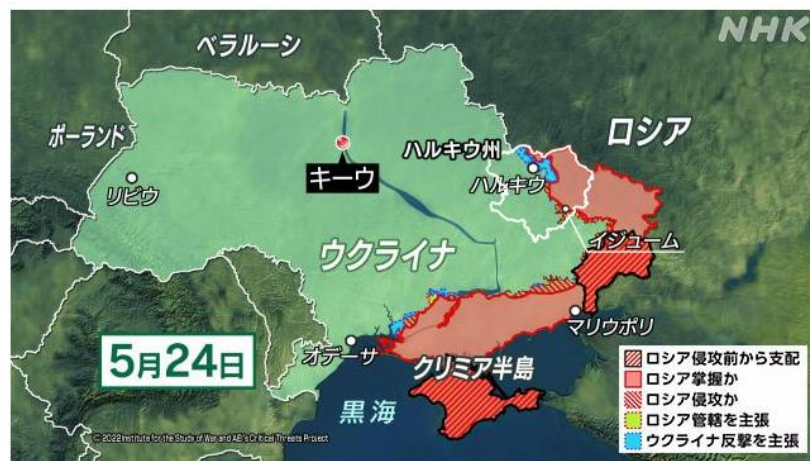 NHK
ベラルーシ
ポーランド
ロシア
ハルキウ州
キーウ
ハルキウ
リビウ
イジューム
ウクライナ
マリウポリ
オデーサ
5月24日
クリミア半島
黒海
ロシア侵攻前から支配
ロシア掌握か
ロシア侵攻か
ロシア管轄を主張
ウクライナ反撃を主張
© 2022 Institute for the Study of War and AEI's Critical Threats Project